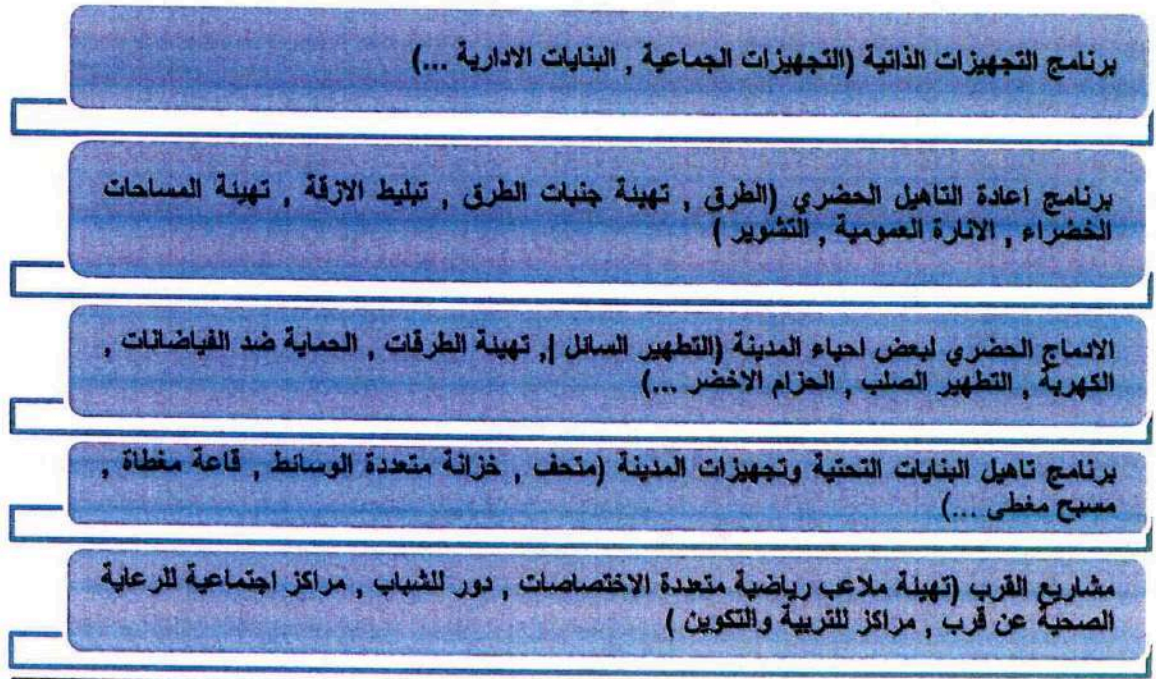 برنامج التجهيزات الذاتية (التجهيزات الجماعية , البنايات الادارية ...)
برنامج اعادة التاهيل الحضري (الطرق , تهيئة جنبات الطرق , تبليط الازقة , تهيئة المساحات
الخضراء , الانارة العمومية , التشوير )
الادماج الحضري لبعض احياء المدينة (التطهير السائل |, تهيئة الطرقات , الحماية ضد الفياضانات ,
الكهربة , التطهير الصلب , الحزام الاخضر ...)
برنامج تاهيل البنايات التحتية وتجهيزات المدينة (متحف , خزانة متعددة الوسائط , قاعة مغطاة ,
مسبح مغطى ...)
مشاريع القرب (تهيئة ملاعب رياضية متعددة الاختصاصات , دور للشباب , مراكز اجتماعية للرعاية
الصحية عن قرب , مراكز للتربية والتكوين )